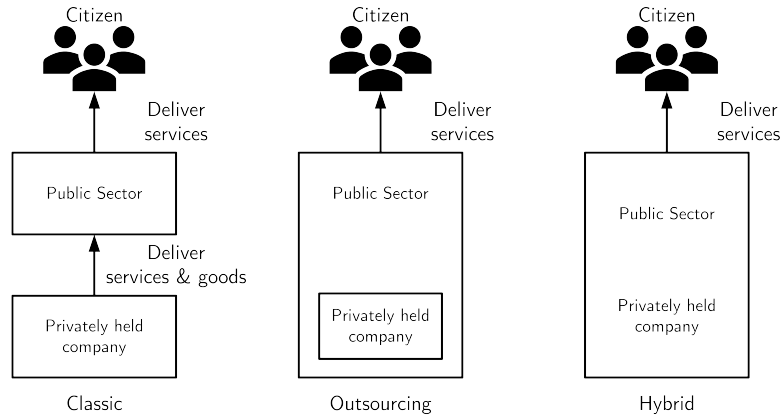 Citizen
Deliver
services
Public Sector
Deliver
services & goods
Privately held
company
Classic
Citizen
Deliver
services
Public Sector
Privately held
company
Outsourcing
Citizen
Deliver
services
Public Sector
Privately held
company
Hybrid